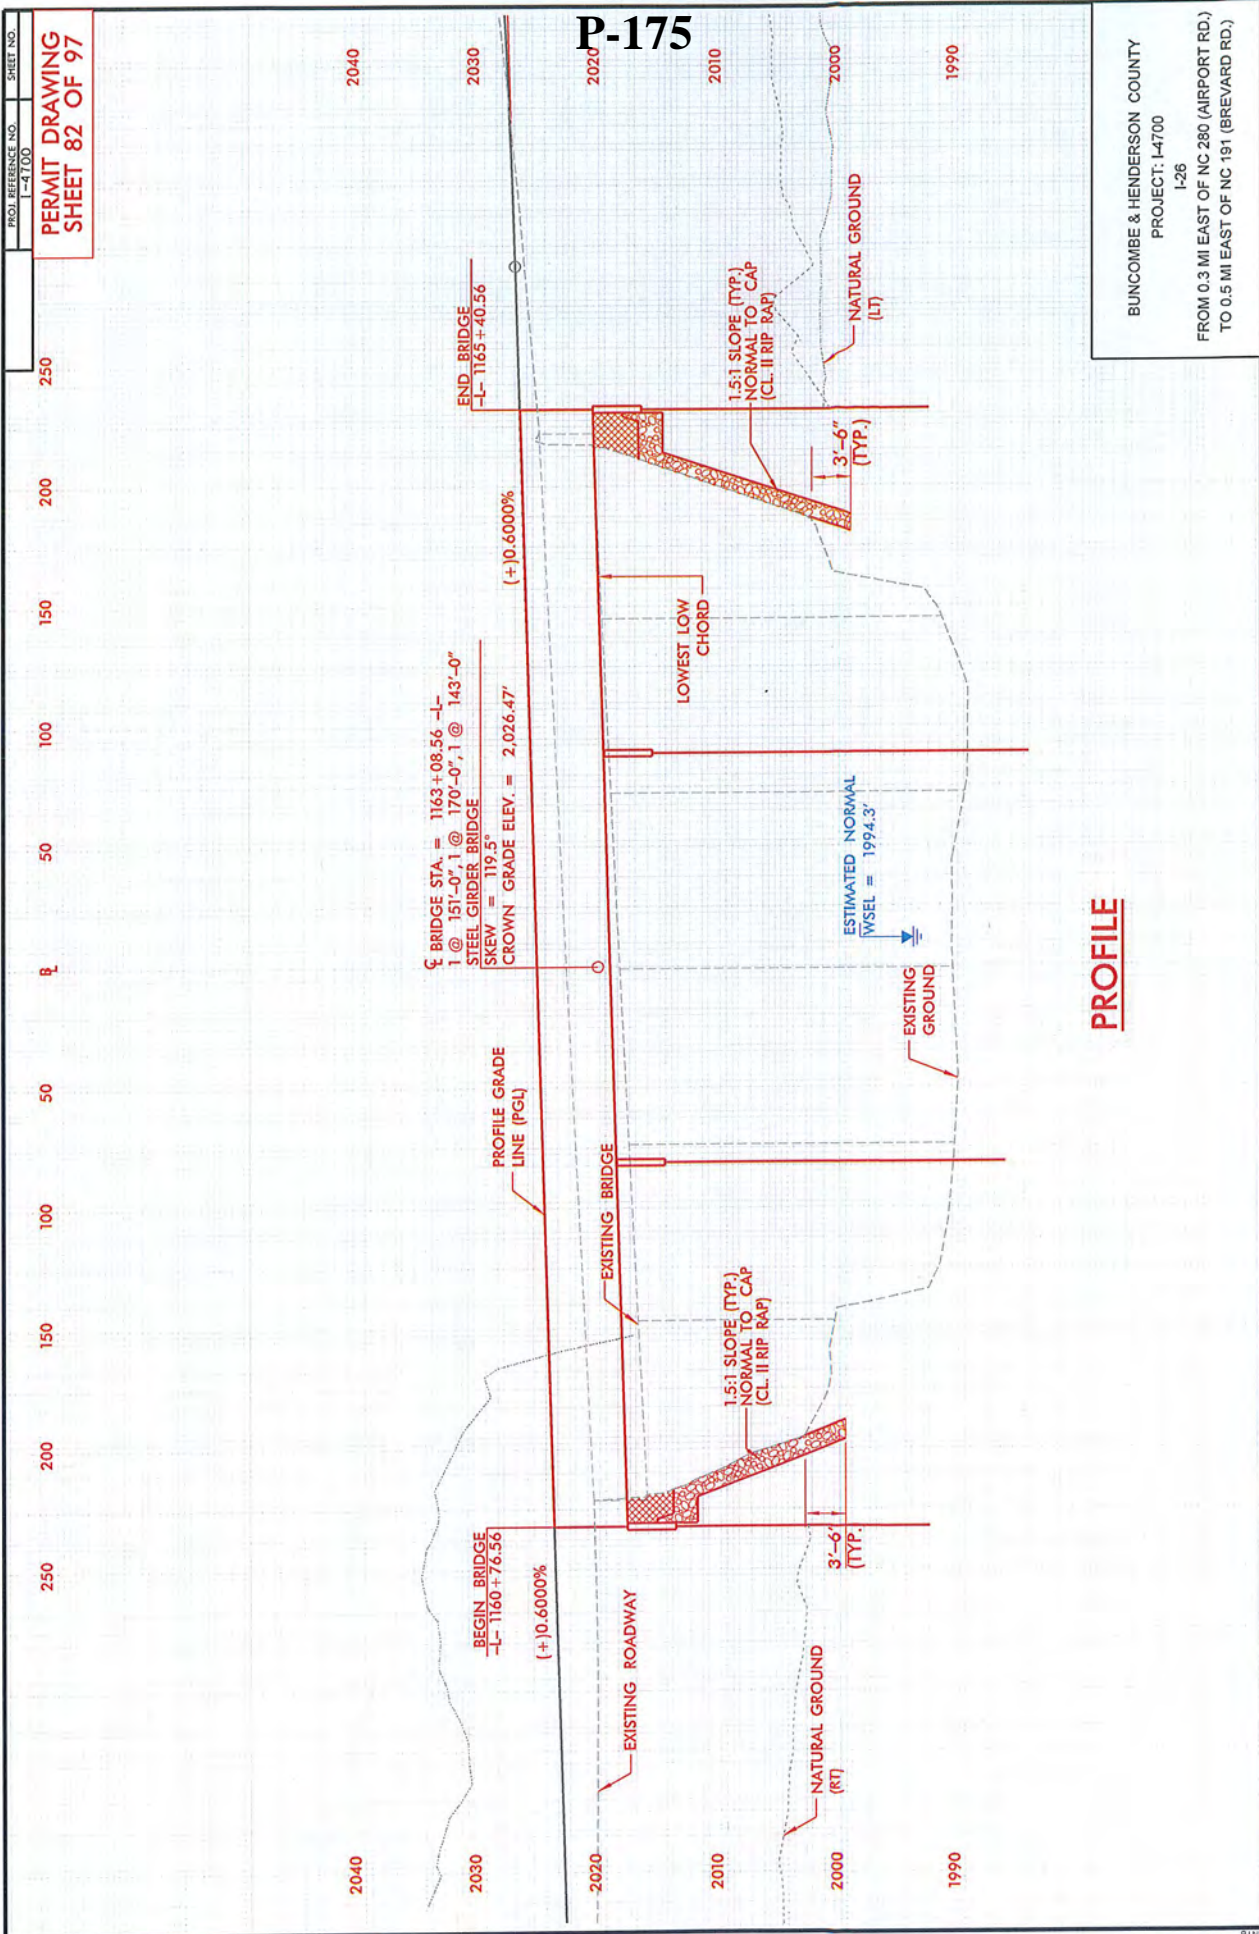 P-175
PROJ. REFERENCE NO.
SHEET NO.
I-4700
PERMIT DRAWING
SHEET 82 OF 97
250
200
150
100
50
50
100
150
200
250
2040
2030
2020
2010
2000
1990
2040
2030
2020
2010
2000
1990
BEGIN BRIDGE
-L- 1160+76.56
(+)0.6000%
PROFILE GRADE
LINE (PGL)
℄ BRIDGE STA. = 1163+08.56 -L-
1 @ 151'-0", 1 @ 170'-0", 1 @ 143'-0"
STEEL GIRDER BRIDGE
SKEW = 119.5°
CROWN GRADE ELEV. = 2,026.47'
(+)0.6000%
END BRIDGE
-L- 1165+40.56
EXISTING ROADWAY
EXISTING BRIDGE
LOWEST LOW
CHORD
1.5:1 SLOPE (TYP.)
NORMAL TO CAP
(CL. II RIP RAP)
1.5:1 SLOPE (TYP.)
NORMAL TO CAP
(CL. II RIP RAP)
NATURAL GROUND
(RT)
3'-6"
(TYP.)
EXISTING
GROUND
ESTIMATED NORMAL
WSEL = 1994.3'
3'-6"
(TYP.)
NATURAL GROUND
(LT)
PROFILE
BUNCOMBE & HENDERSON COUNTY
PROJECT: I-4700
I-26
FROM 0.3 MI EAST OF NC 280 (AIRPORT RD.)
TO 0.5 MI EAST OF NC 191 (BREVARD RD.)